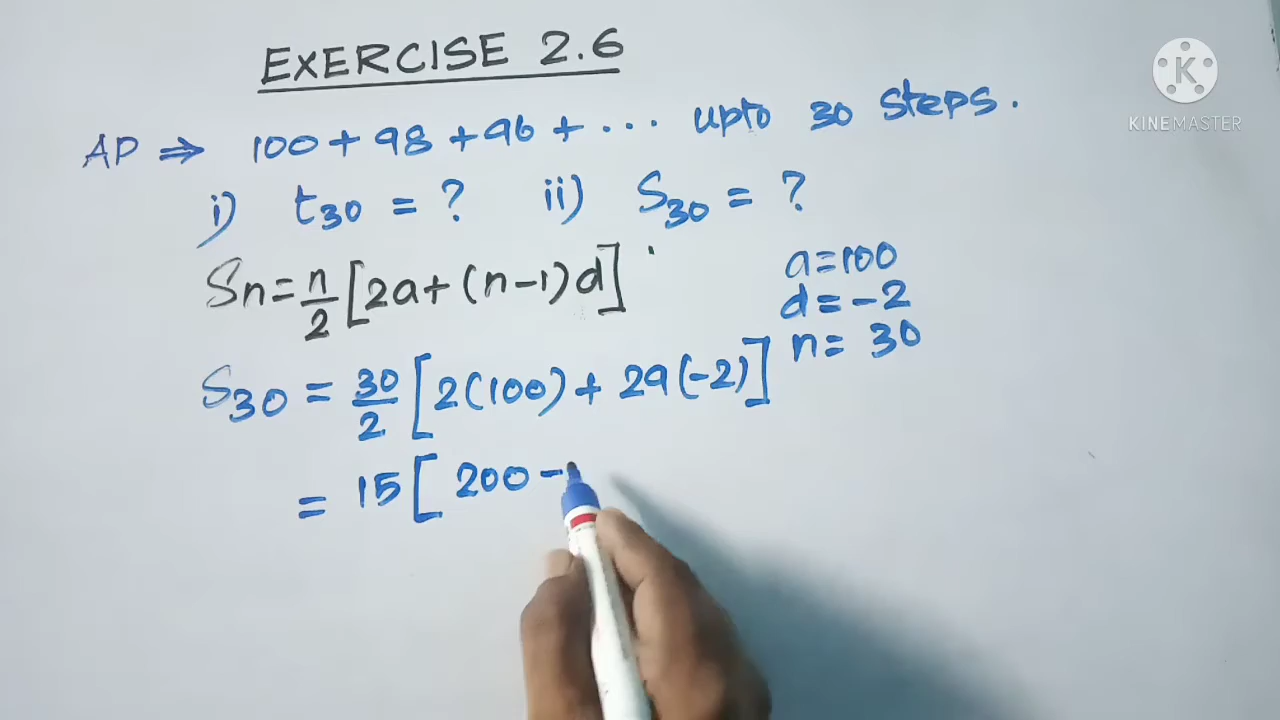 EXERCISE 2.6
K
KINEMASTER
AP ⇒ 100 + 98 + 96 + ... upto 30 steps.
i) t30 = ? ii) S30 = ?
Sn = n/2 [2a + (n-1)d]
a = 100
d = -2
n = 30
S30 = 30/2 [2(100) + 29(-2)]
= 15 [200 -